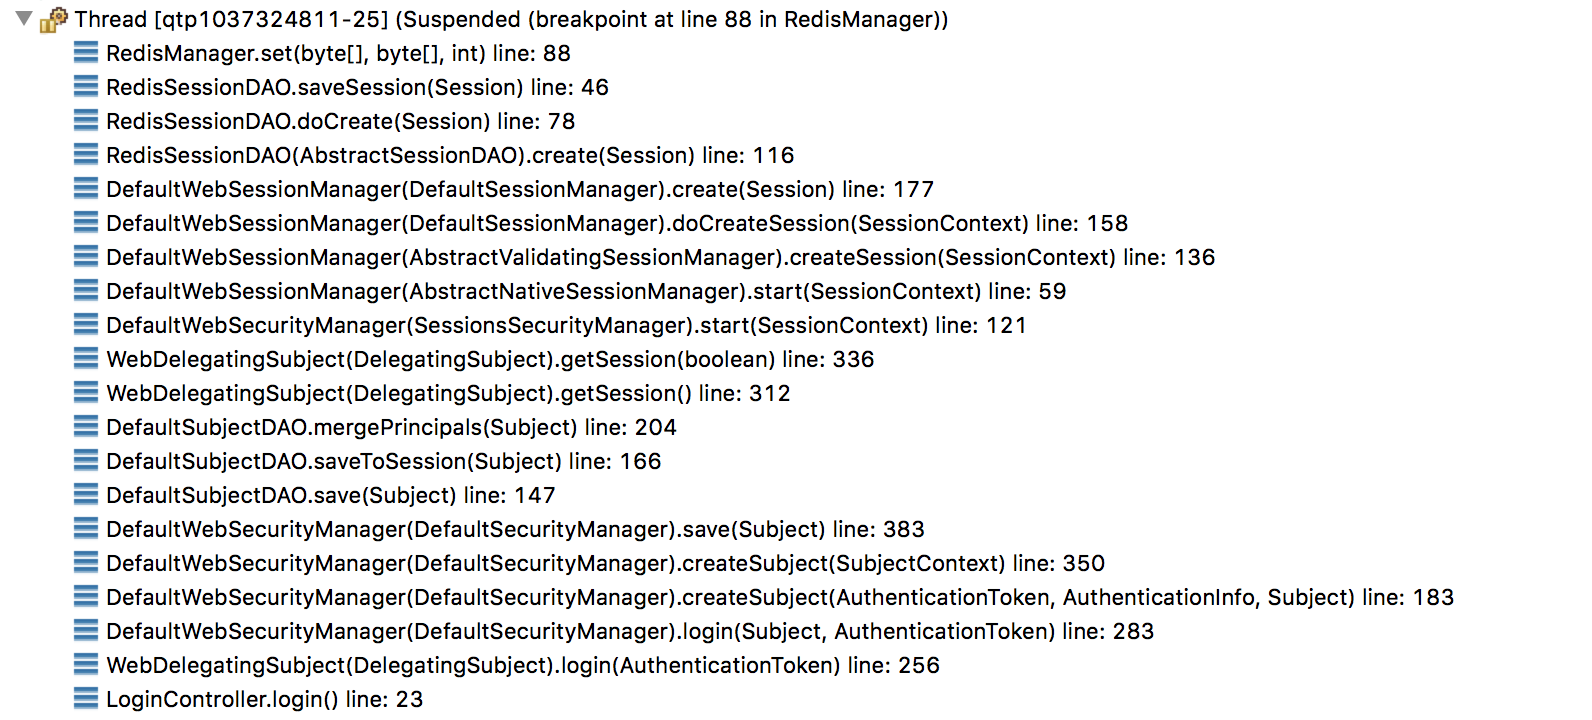 Thread [qtp1037324811-25] (Suspended (breakpoint at line 88 in RedisManager))
RedisManager.set(byte[], byte[], int) line: 88
RedisSessionDAO.saveSession(Session) line: 46
RedisSessionDAO.doCreate(Session) line: 78
RedisSessionDAO(AbstractSessionDAO).create(Session) line: 116
DefaultWebSessionManager(DefaultSessionManager).create(Session) line: 177
DefaultWebSessionManager(DefaultSessionManager).doCreateSession(SessionContext) line: 158
DefaultWebSessionManager(AbstractValidatingSessionManager).createSession(SessionContext) line: 136
DefaultWebSessionManager(AbstractNativeSessionManager).start(SessionContext) line: 59
DefaultWebSecurityManager(SessionsSecurityManager).start(SessionContext) line: 121
WebDelegatingSubject(DelegatingSubject).getSession(boolean) line: 336
WebDelegatingSubject(DelegatingSubject).getSession() line: 312
DefaultSubjectDAO.mergePrincipals(Subject) line: 204
DefaultSubjectDAO.saveToSession(Subject) line: 166
DefaultSubjectDAO.save(Subject) line: 147
DefaultWebSecurityManager(DefaultSecurityManager).save(Subject) line: 383
DefaultWebSecurityManager(DefaultSecurityManager).createSubject(SubjectContext) line: 350
DefaultWebSecurityManager(DefaultSecurityManager).createSubject(AuthenticationToken, AuthenticationInfo, Subject) line: 183
DefaultWebSecurityManager(DefaultSecurityManager).login(Subject, AuthenticationToken) line: 283
WebDelegatingSubject(DelegatingSubject).login(AuthenticationToken) line: 256
LoginController.login() line: 23